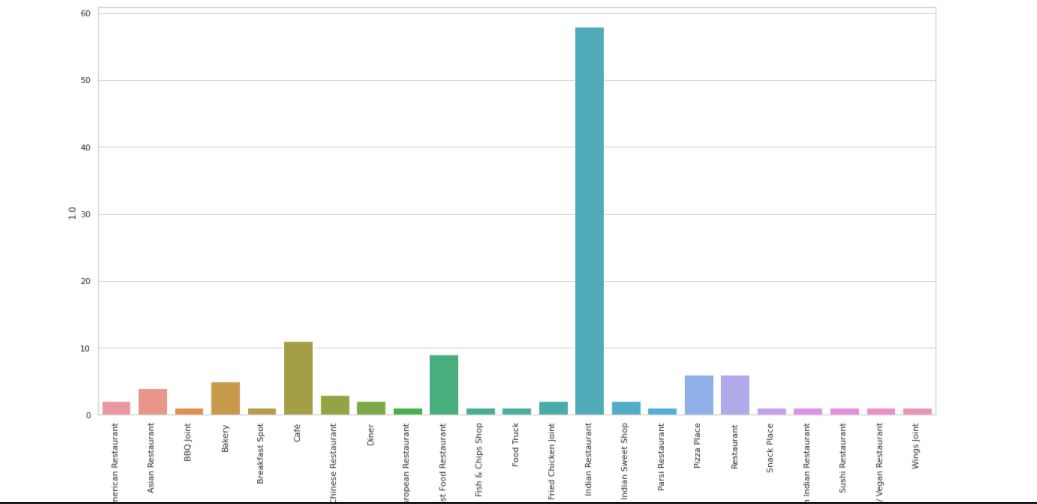 60
50
40
30
20
10
0
1.0
merican Restaurant
Asian Restaurant
BBQ Joint
Bakery
Breakfast Spot
Café
Chinese Restaurant
Diner
ropean Restaurant
st Food Restaurant
Fish & Chips Shop
Food Truck
Fried Chicken Joint
Indian Restaurant
Indian Sweet Shop
Parsi Restaurant
Pizza Place
Restaurant
Snack Place
n Indian Restaurant
Sushi Restaurant
/ Vegan Restaurant
Wings Joint